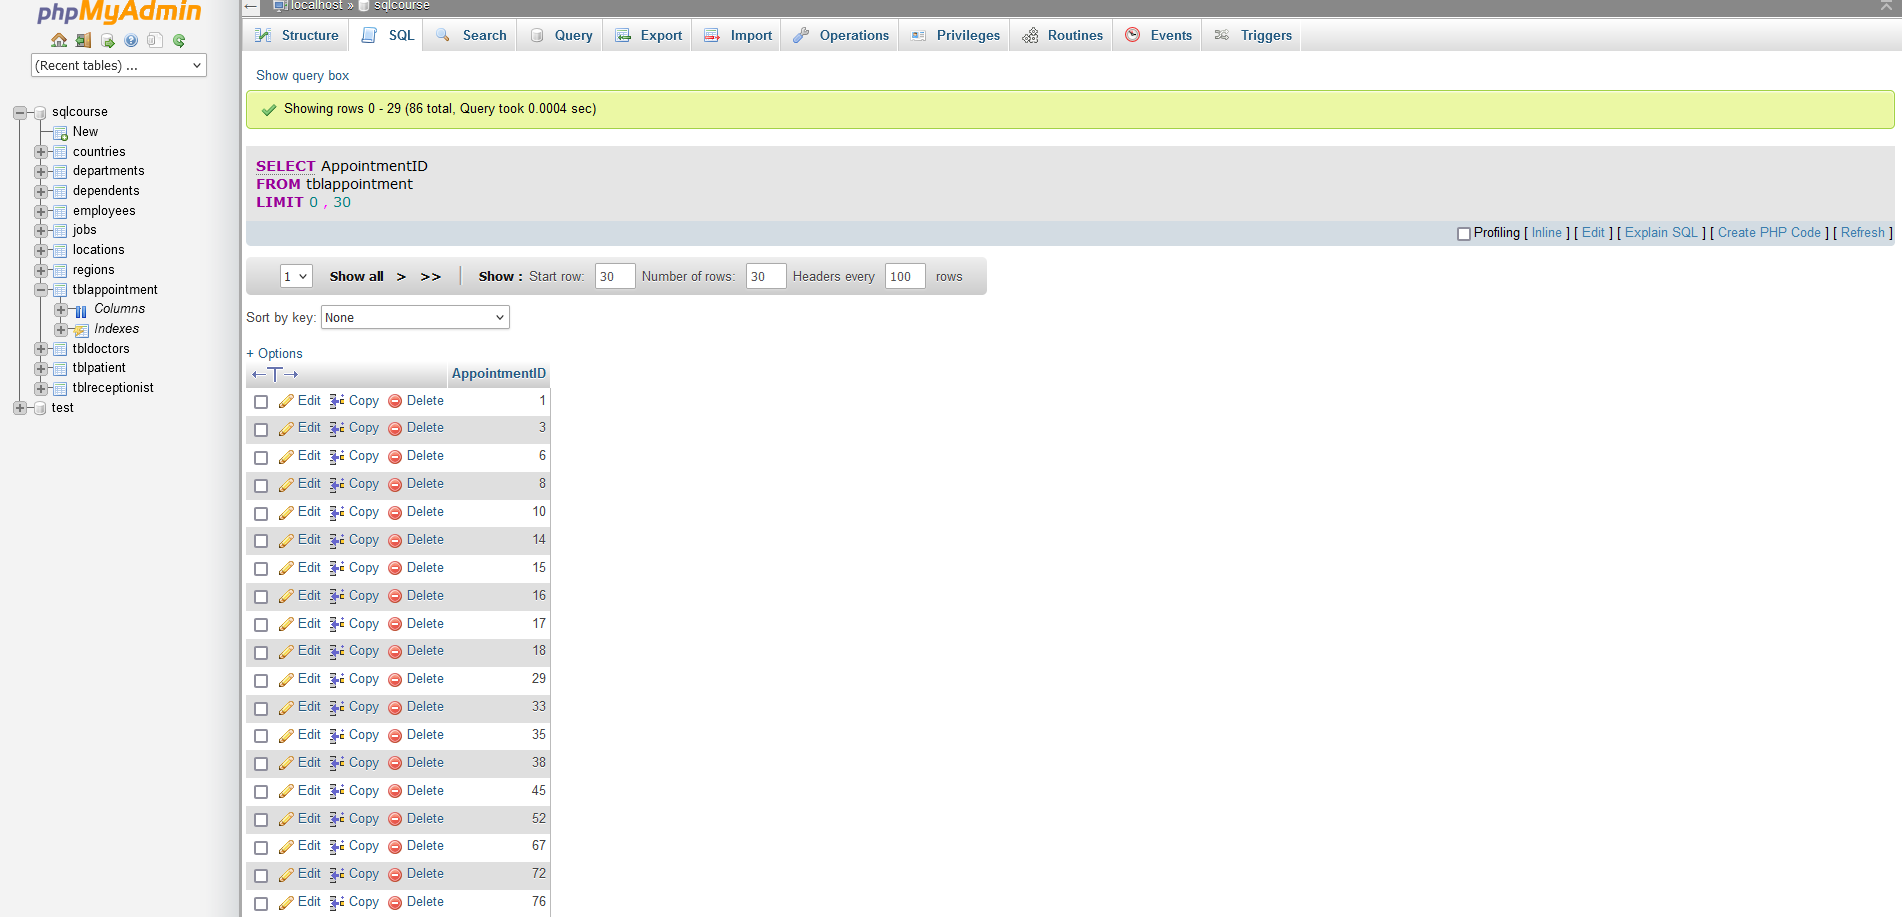 phpMyAdmin
(Recent tables) ...
sqlcourse
New
countries
departments
dependents
employees
jobs
locations
regions
tblappointment
Columns
Indexes
tbldoctors
tblpatient
tblreceptionist
test
localhost » sqlcourse
Structure SQL Search Query Export Import Operations Privileges Routines Events Triggers
Show query box
Showing rows 0 - 29 (86 total, Query took 0.0004 sec)
SELECT AppointmentID
FROM tblappointment
LIMIT 0 , 30
Profiling [ Inline ] [ Edit ] [ Explain SQL ] [ Create PHP Code ] [ Refresh ]
1 Show all > >> Show : Start row: 30 Number of rows: 30 Headers every 100 rows
Sort by key: None
+ Options
←T→ AppointmentID
Edit Copy Delete 1
Edit Copy Delete 3
Edit Copy Delete 6
Edit Copy Delete 8
Edit Copy Delete 10
Edit Copy Delete 14
Edit Copy Delete 15
Edit Copy Delete 16
Edit Copy Delete 17
Edit Copy Delete 18
Edit Copy Delete 29
Edit Copy Delete 33
Edit Copy Delete 35
Edit Copy Delete 38
Edit Copy Delete 45
Edit Copy Delete 52
Edit Copy Delete 67
Edit Copy Delete 72
Edit Copy Delete 76